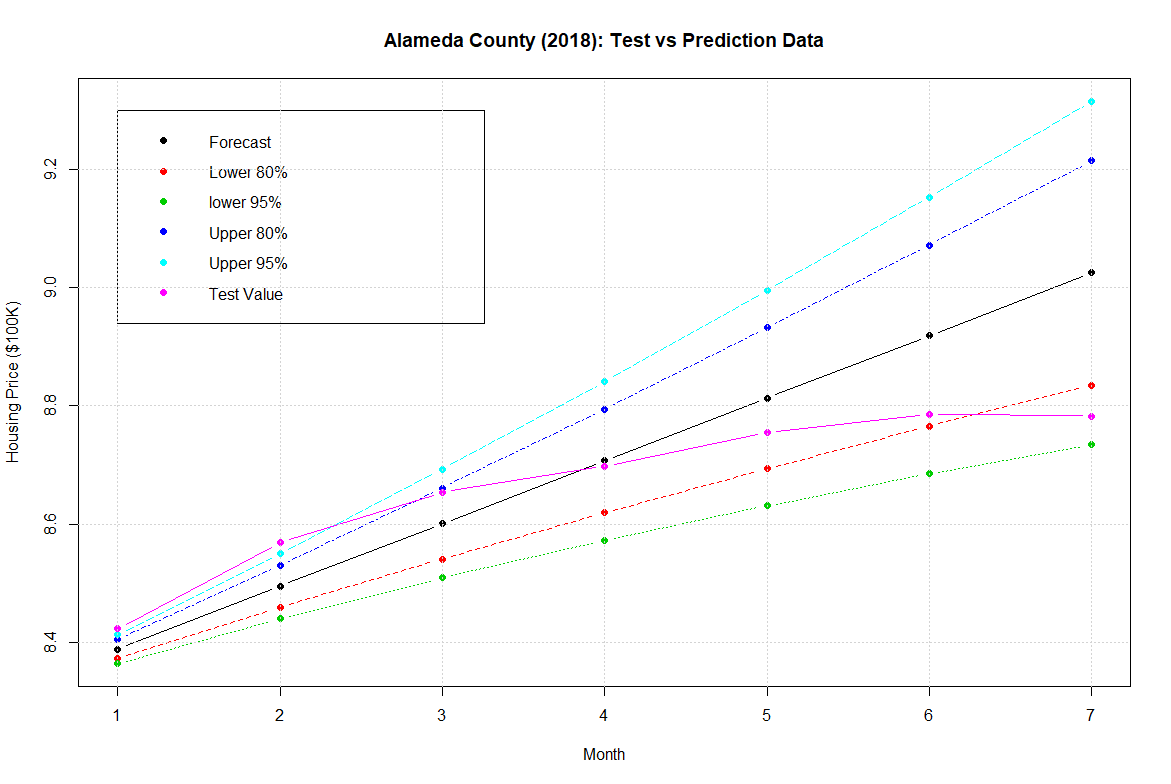 Alameda County (2018): Test vs Prediction Data
Forecast
Lower 80%
lower 95%
Upper 80%
Upper 95%
Test Value
9.2
9.0
8.8
8.6
8.4
Housing Price ($100K)
1 2 3 4 5 6 7
Month